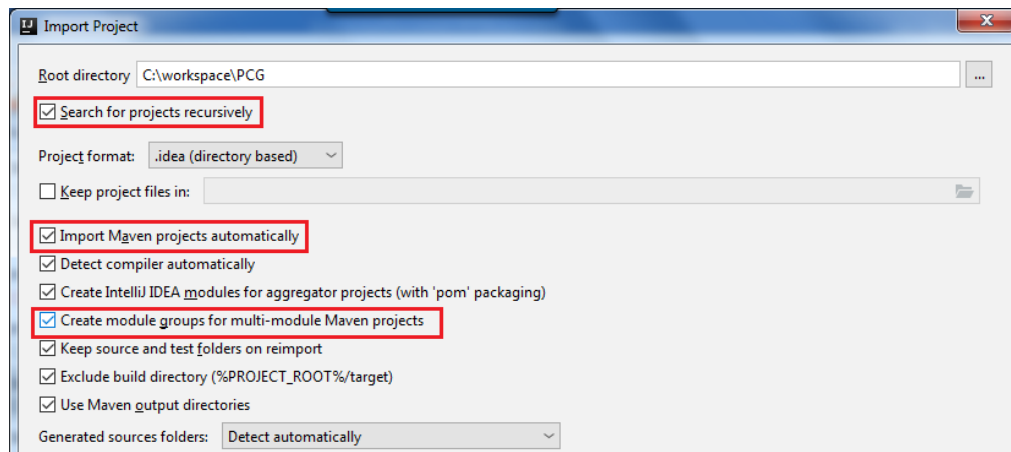 Import Project
Root directory C:\workspace\PCG ...
Search for projects recursively
Project format: .idea (directory based)
Keep project files in:
Import Maven projects automatically
Detect compiler automatically
Create IntelliJ IDEA modules for aggregator projects (with 'pom' packaging)
Create module groups for multi-module Maven projects
Keep source and test folders on reimport
Exclude build directory (%PROJECT_ROOT%/target)
Use Maven output directories
Generated sources folders: Detect automatically